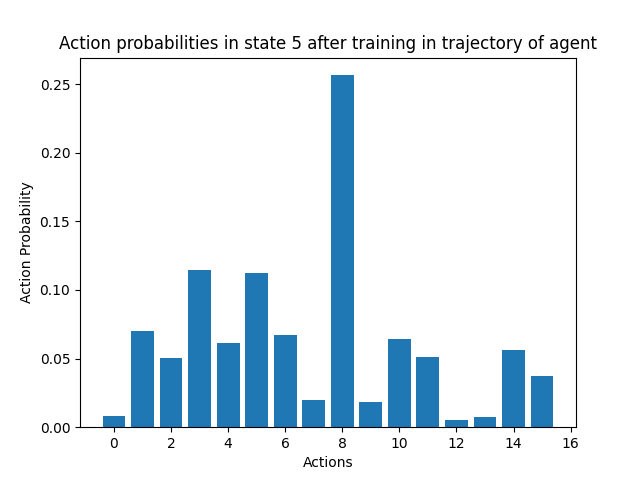 Action probabilities in state 5 after training in trajectory of agent
0.25
0.20
0.15
0.10
0.05
0.00
Action Probability
0 2 4 6 8 10 12 14 16
Actions